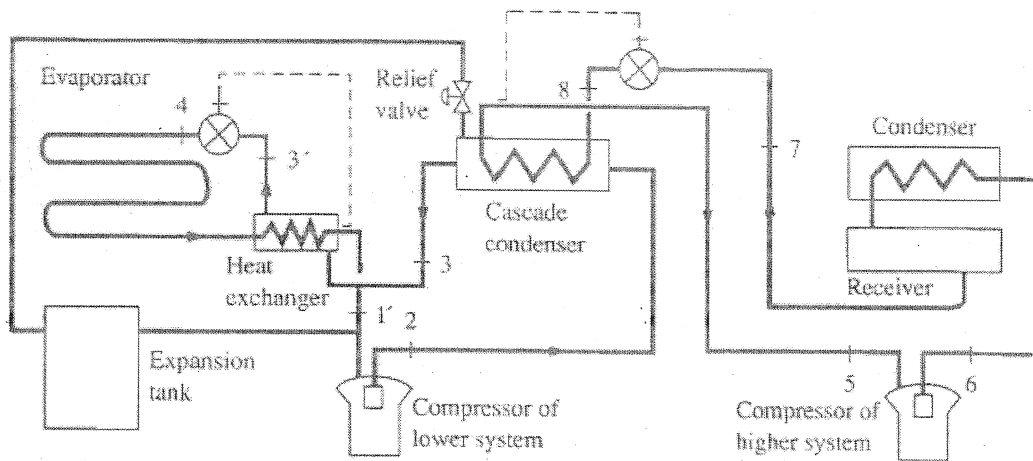 Evaporator
4
3´
Relief
valve
8
7
Condenser
Cascade
condenser
Heat
exchanger
3
Receiver
1´
2
Expansion
tank
5
6
Compressor of
lower system
Compressor of
higher system